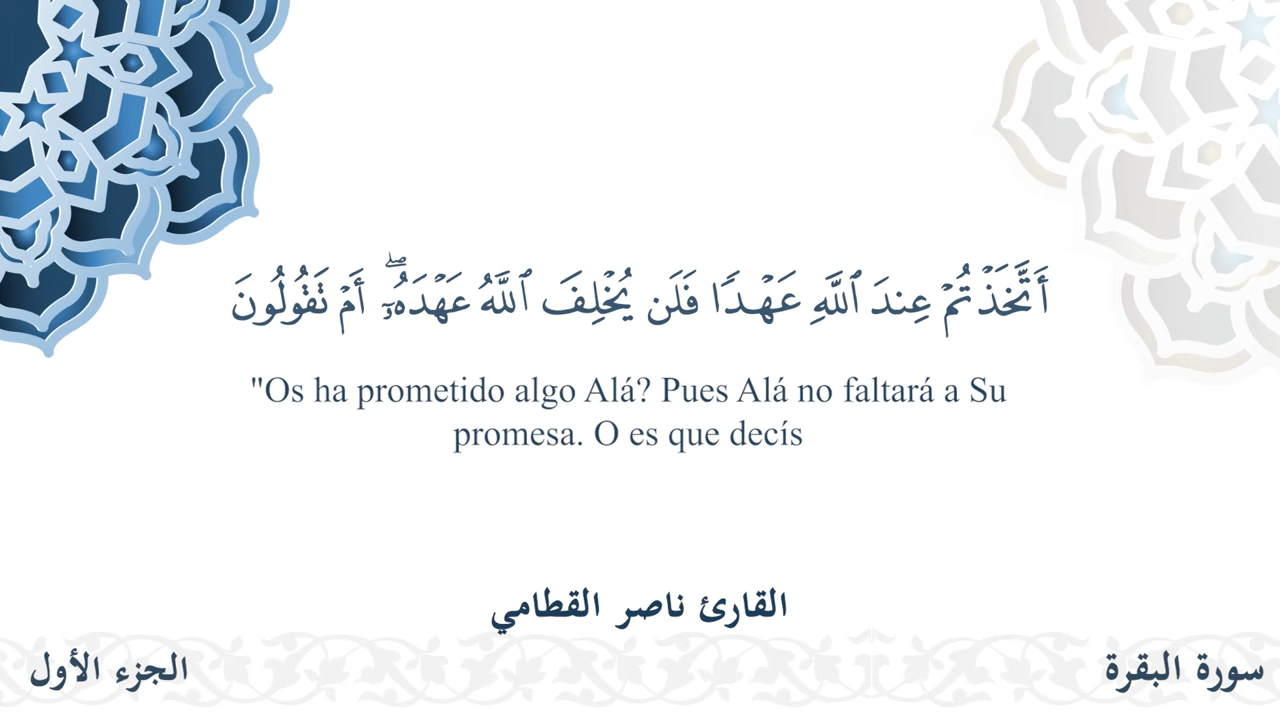 أَتَّخَذۡتُمۡ عِندَ ٱللَّهِ عَهۡدٗا فَلَن يُخۡلِفَ ٱللَّهُ عَهۡدَهُۥٓۖ أَمۡ تَقُولُونَ
"Os ha prometido algo Alá? Pues Alá no faltará a Su
promesa. O es que decís
القارئ ناصر القطامي
سورة البقرة
الجزء الأول